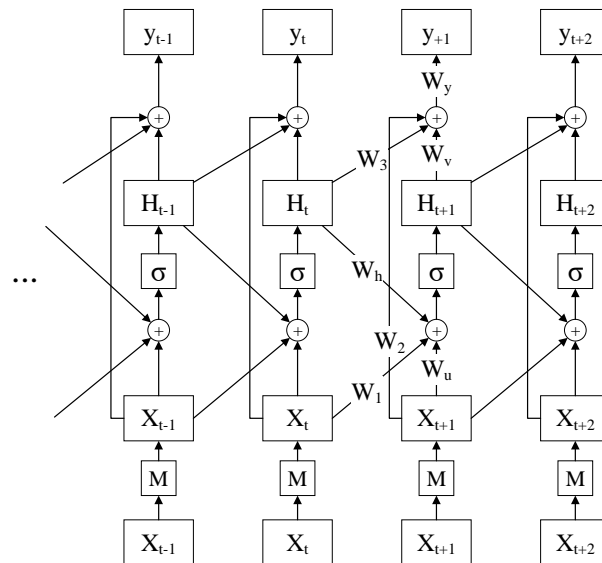 y_{t-1} y_t y_{+1} y_{t+2}
W_y
+ + + +
W_3 W_v
H_{t-1} H_t H_{t+1} H_{t+2}
... σ σ W_h σ σ
+ + + +
W_2
W_1 W_u
X_{t-1} X_t X_{t+1} X_{t+2}
M M M M
X_{t-1} X_t X_{t+1} X_{t+2}